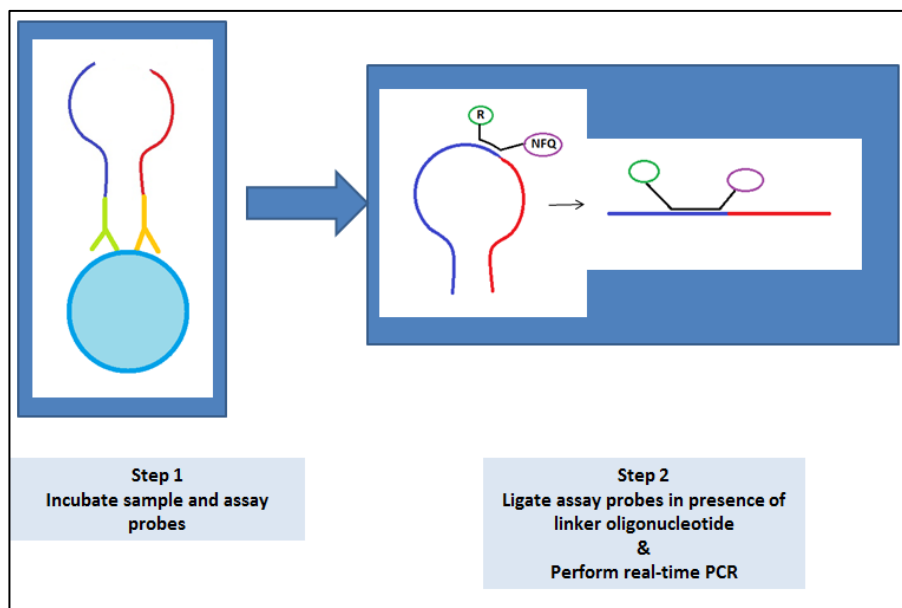 R
NFQ
Step 1
Incubate sample and assay
probes
Step 2
Ligate assay probes in presence of
linker oligonucleotide
&
Perform real-time PCR